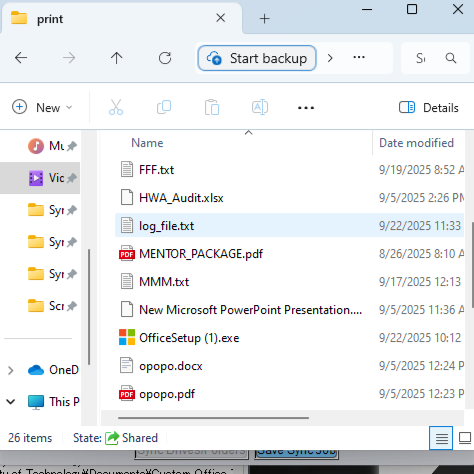 print
Start backup
New
Details
Name
Date modified
FFF.txt
9/19/2025 8:52 A
HWA_Audit.xlsx
9/5/2025 2:26 PM
log_file.txt
9/22/2025 11:33
MENTOR_PACKAGE.pdf
8/26/2025 8:10 A
MMM.txt
9/17/2025 12:13
New Microsoft PowerPoint Presentation....
9/5/2025 11:36 A
OfficeSetup (1).exe
9/22/2025 10:12
opopo.docx
9/5/2025 12:24 P
opopo.pdf
9/5/2025 12:23 P
Mu
Vic
Syr
Syr
Syr
Scr
OneD
This P
26 items
State:
Shared
Sync Drives/Folders
Save Sync Job
ty of Technology¥Documents¥Custom Office